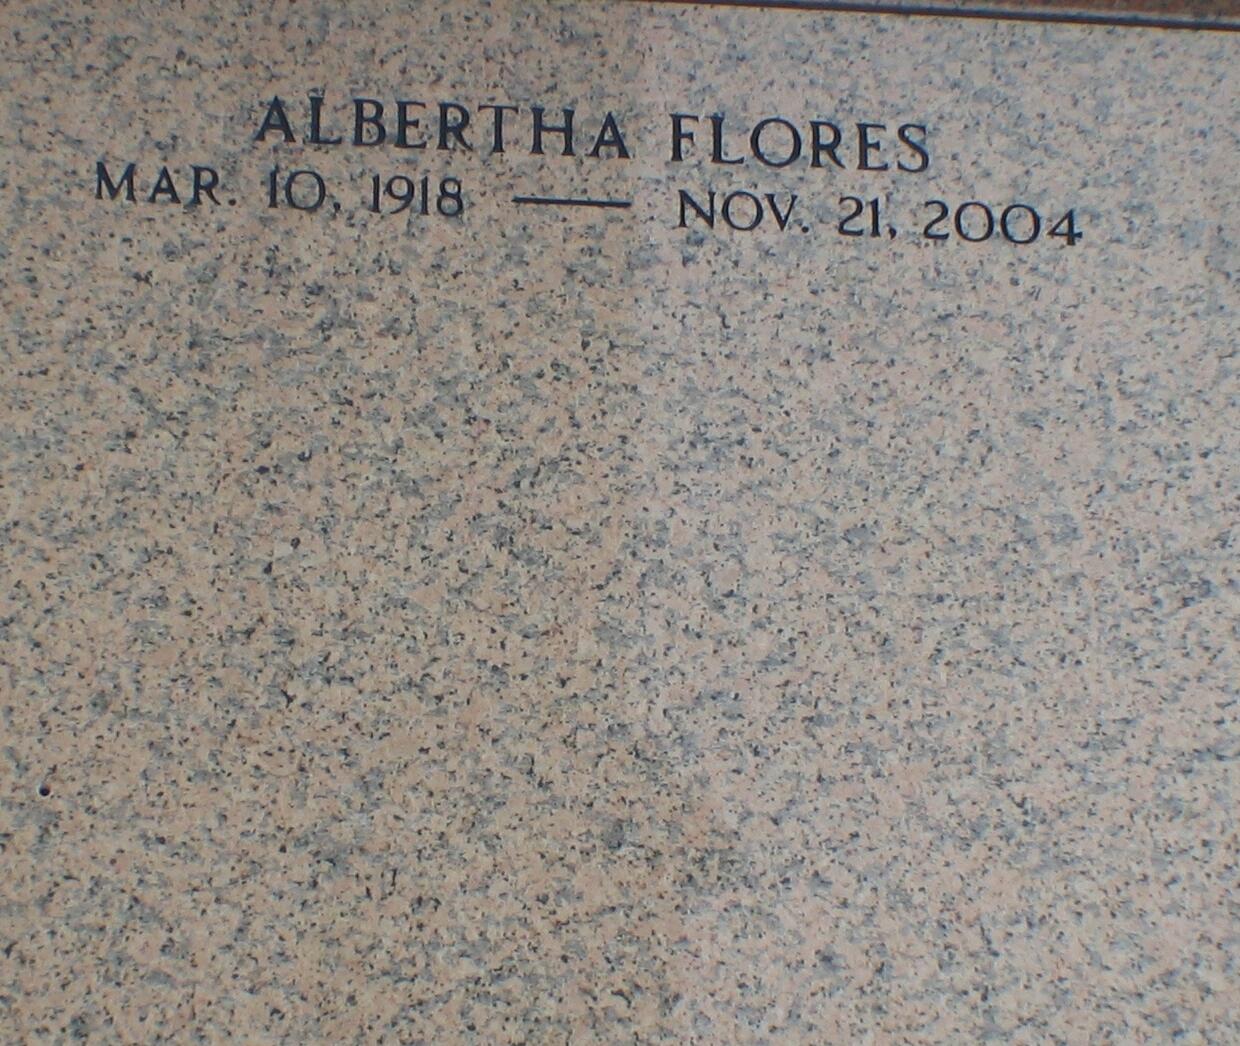 ALBERTHA FLORES
MAR. 10, 1918 — NOV. 21, 2004